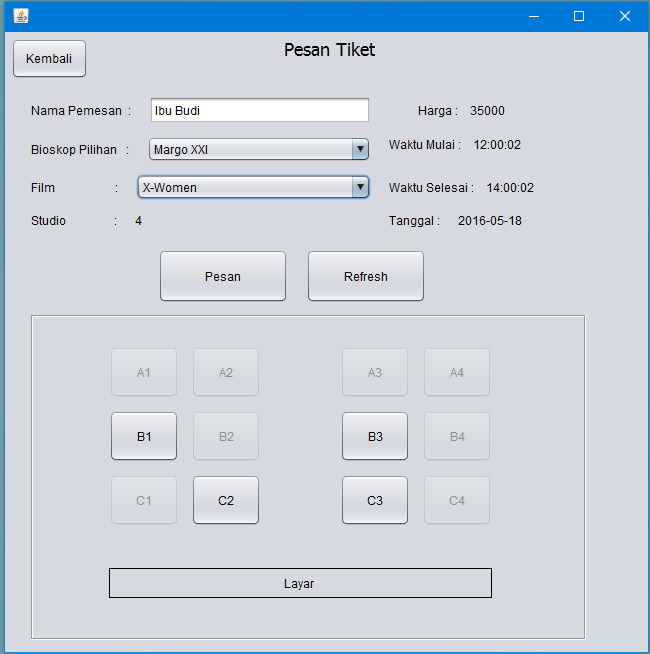 Pesan Tiket
Kembali
Nama Pemesan : Ibu Budi Harga : 35000
Bioskop Pilihan : Margo XXI Waktu Mulai : 12:00:02
Film : X-Women Waktu Selesai : 14:00:02
Studio : 4 Tanggal : 2016-05-18
Pesan Refresh
A1 A2 A3 A4
B1 B2 B3 B4
C1 C2 C3 C4
Layar